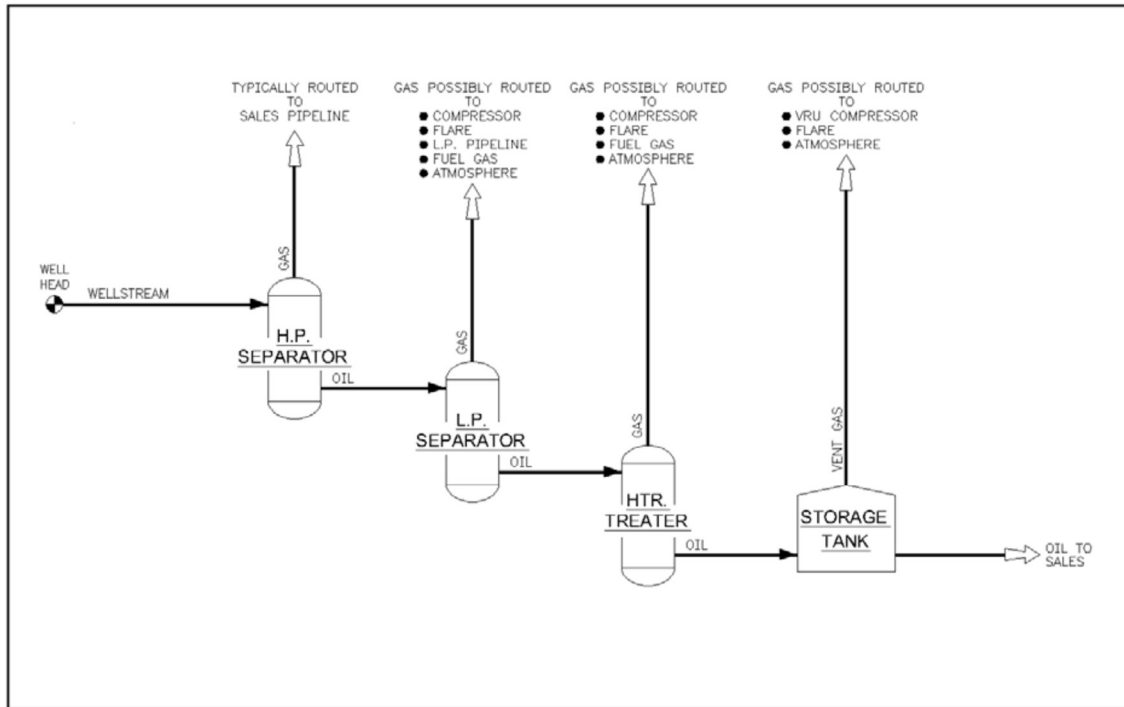 TYPICALLY ROUTED
TO
SALES PIPELINE
GAS POSSIBLY ROUTED
TO
● COMPRESSOR
● FLARE
● L.P. PIPELINE
● FUEL GAS
● ATMOSPHERE
GAS POSSIBLY ROUTED
TO
● COMPRESSOR
● FLARE
● FUEL GAS
● ATMOSPHERE
GAS POSSIBLY ROUTED
TO
● VRU COMPRESSOR
● FLARE
● ATMOSPHERE
WELL
HEAD
WELLSTREAM
GAS
H.P.
SEPARATOR
OIL
GAS
L.P.
SEPARATOR
OIL
GAS
HTR.
TREATER
OIL
VENT GAS
STORAGE
TANK
OIL TO
SALES